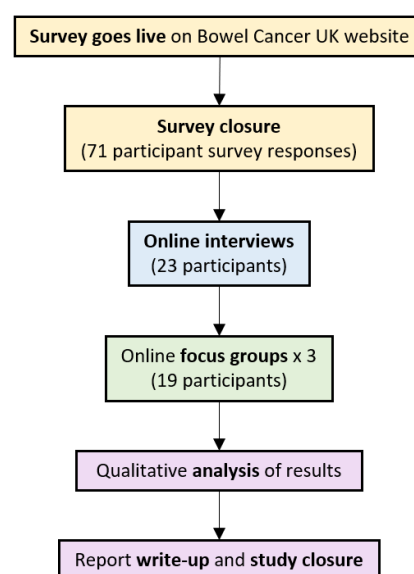 Survey goes live on Bowel Cancer UK website
Survey closure
(71 participant survey responses)
Online interviews
(23 participants)
Online focus groups x 3
(19 participants)
Qualitative analysis of results
Report write-up and study closure